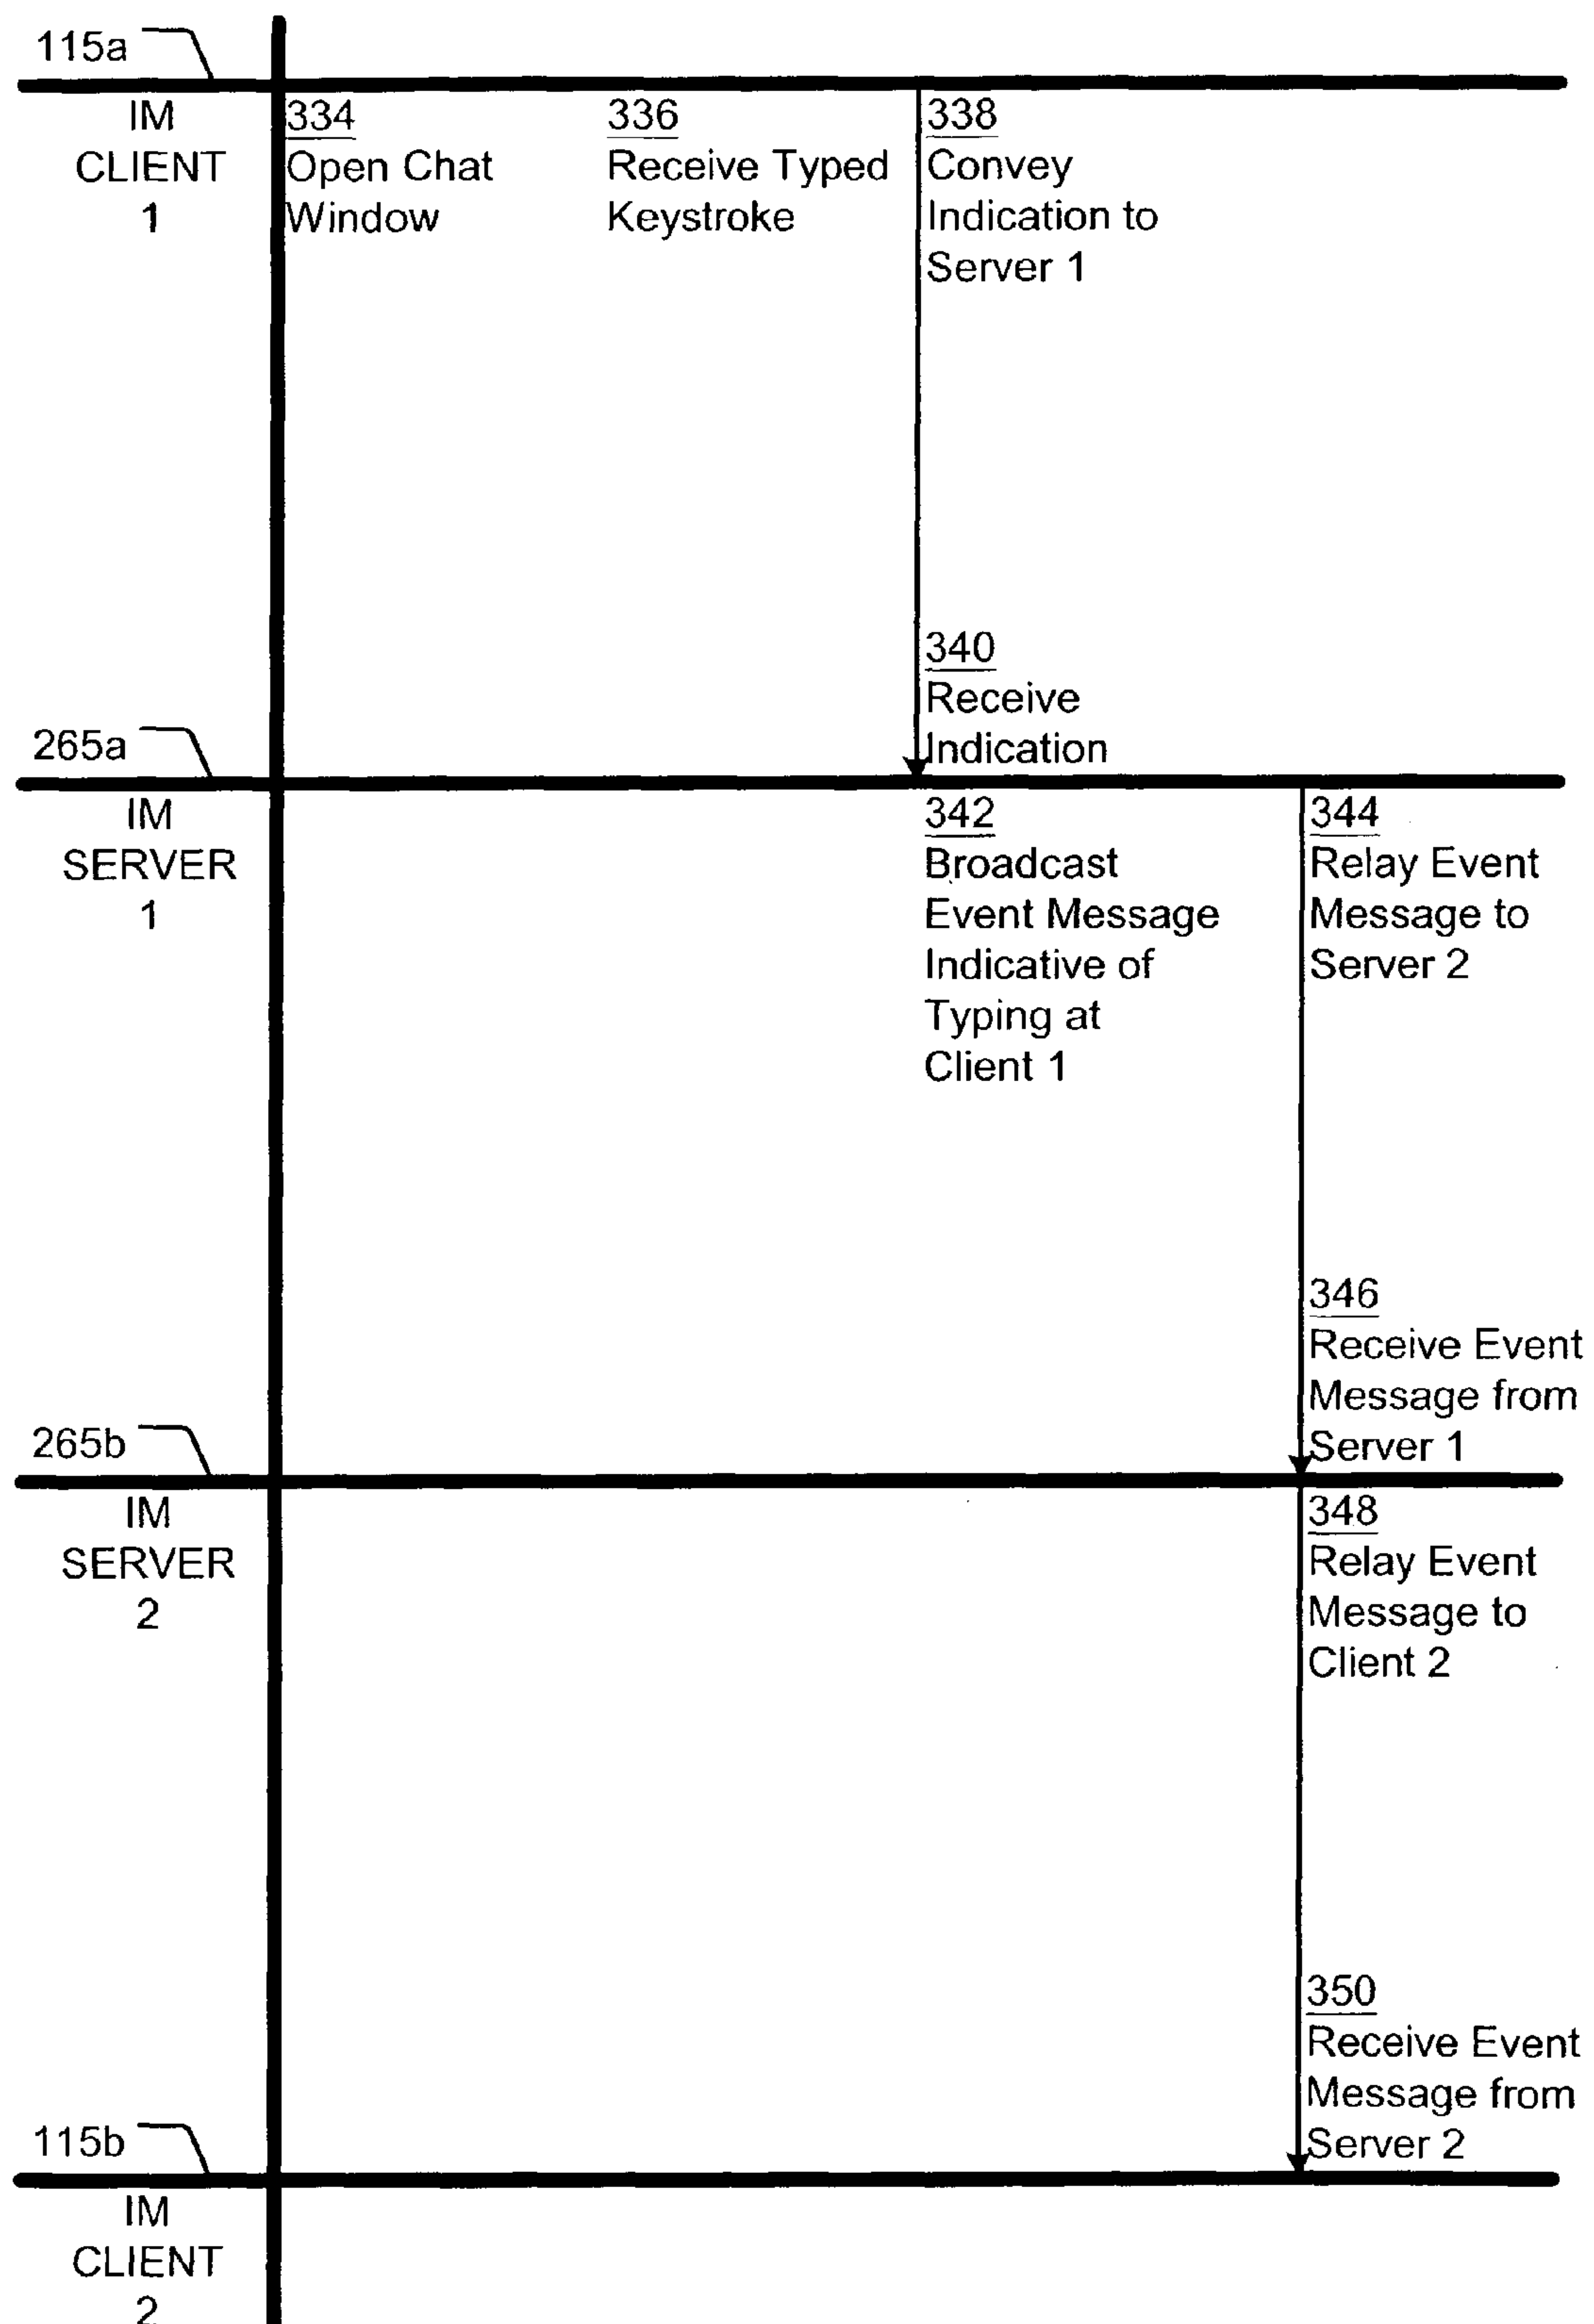 115a
IM
CLIENT
1
334
Open Chat
Window
336
Receive Typed
Keystroke
338
Convey
Indication to
Server 1
340
Receive
Indication
265a
IM
SERVER
1
342
Broadcast
Event Message
Indicative of
Typing at
Client 1
344
Relay Event
Message to
Server 2
346
Receive Event
Message from
Server 1
265b
IM
SERVER
2
348
Relay Event
Message to
Client 2
350
Receive Event
Message from
Server 2
115b
IM
CLIENT
2